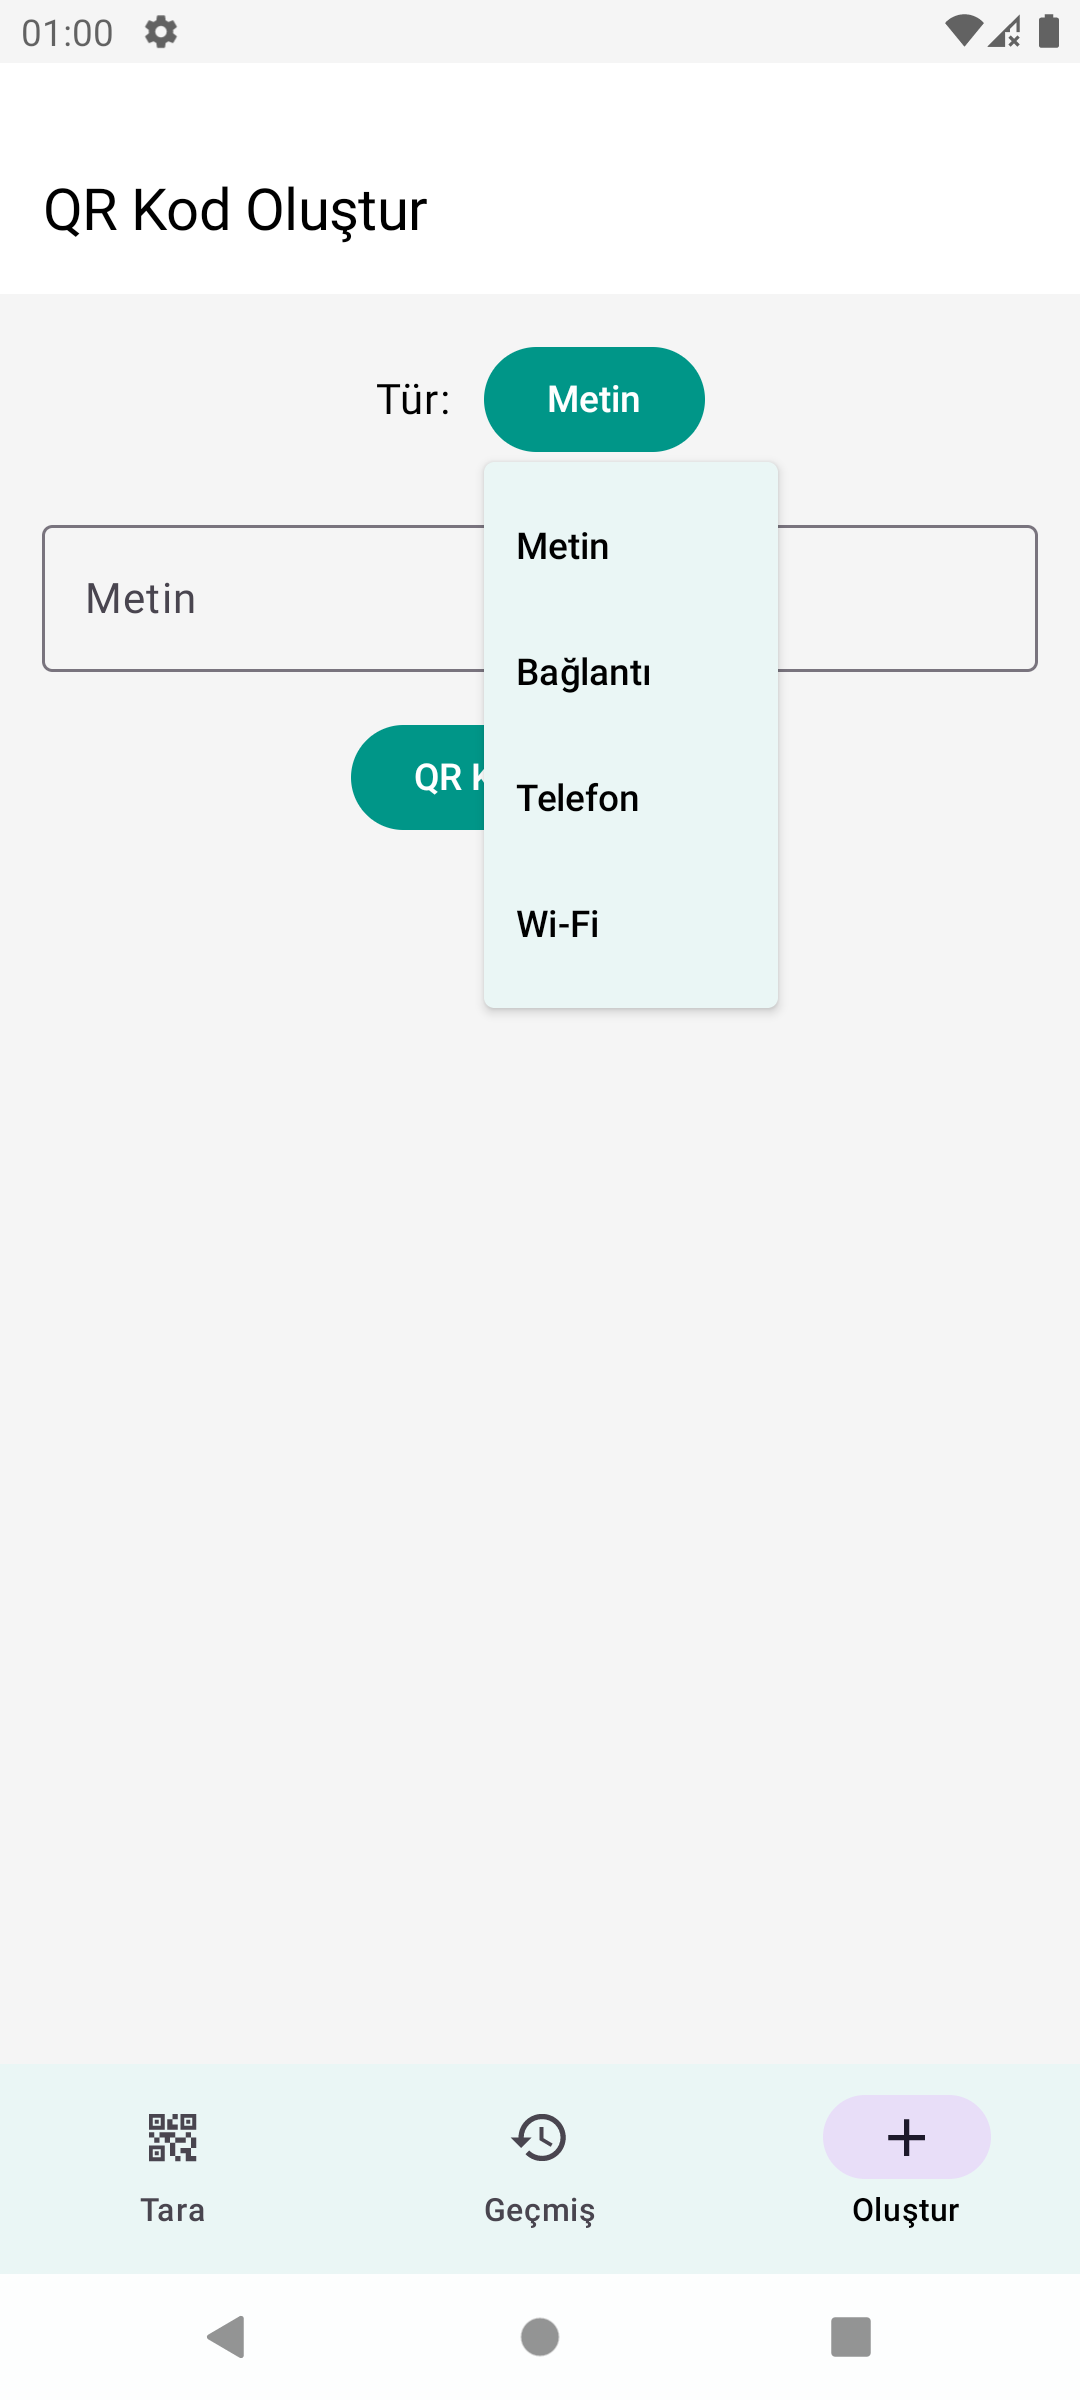 01:00
QR Kod Oluştur
Tür:
Metin
Metin
Metin
Bağlantı
QR
Telefon
Wi-Fi
Tara
Geçmiş
Oluştur